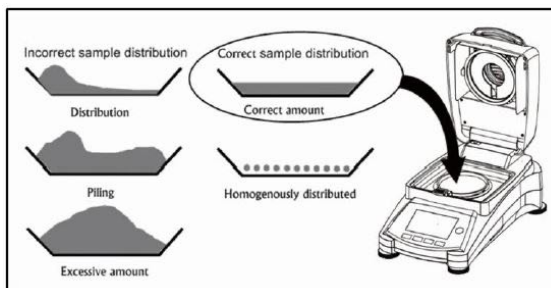 Incorrect sample distribution
Distribution
Piling
Excessive amount
Correct sample distribution
Correct amount
Homogenously distributed